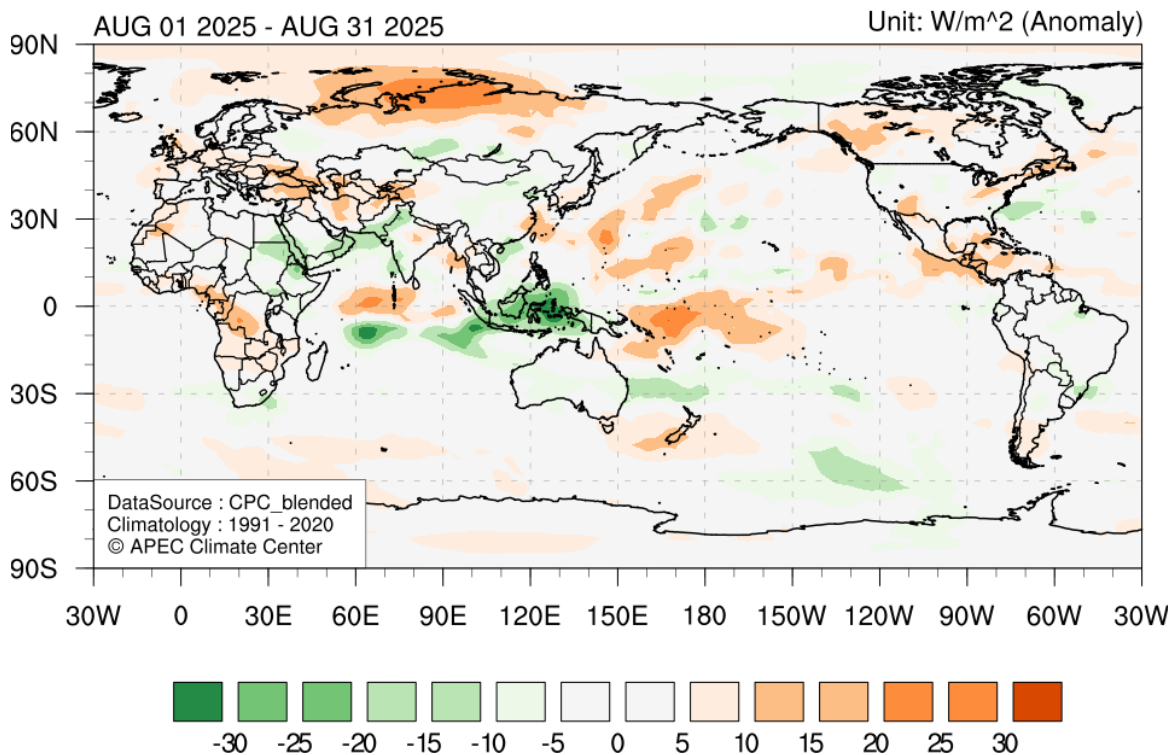 AUG 01 2025 - AUG 31 2025
Unit: W/m^2 (Anomaly)
90N
60N
30N
0
30S
60S
90S
DataSource : CPC_blended
Climatology : 1991 - 2020
© APEC Climate Center
30W 0 30E 60E 90E 120E 150E 180 150W 120W 90W 60W 30W
-30 -25 -20 -15 -10 -5 0 5 10 15 20 25 30